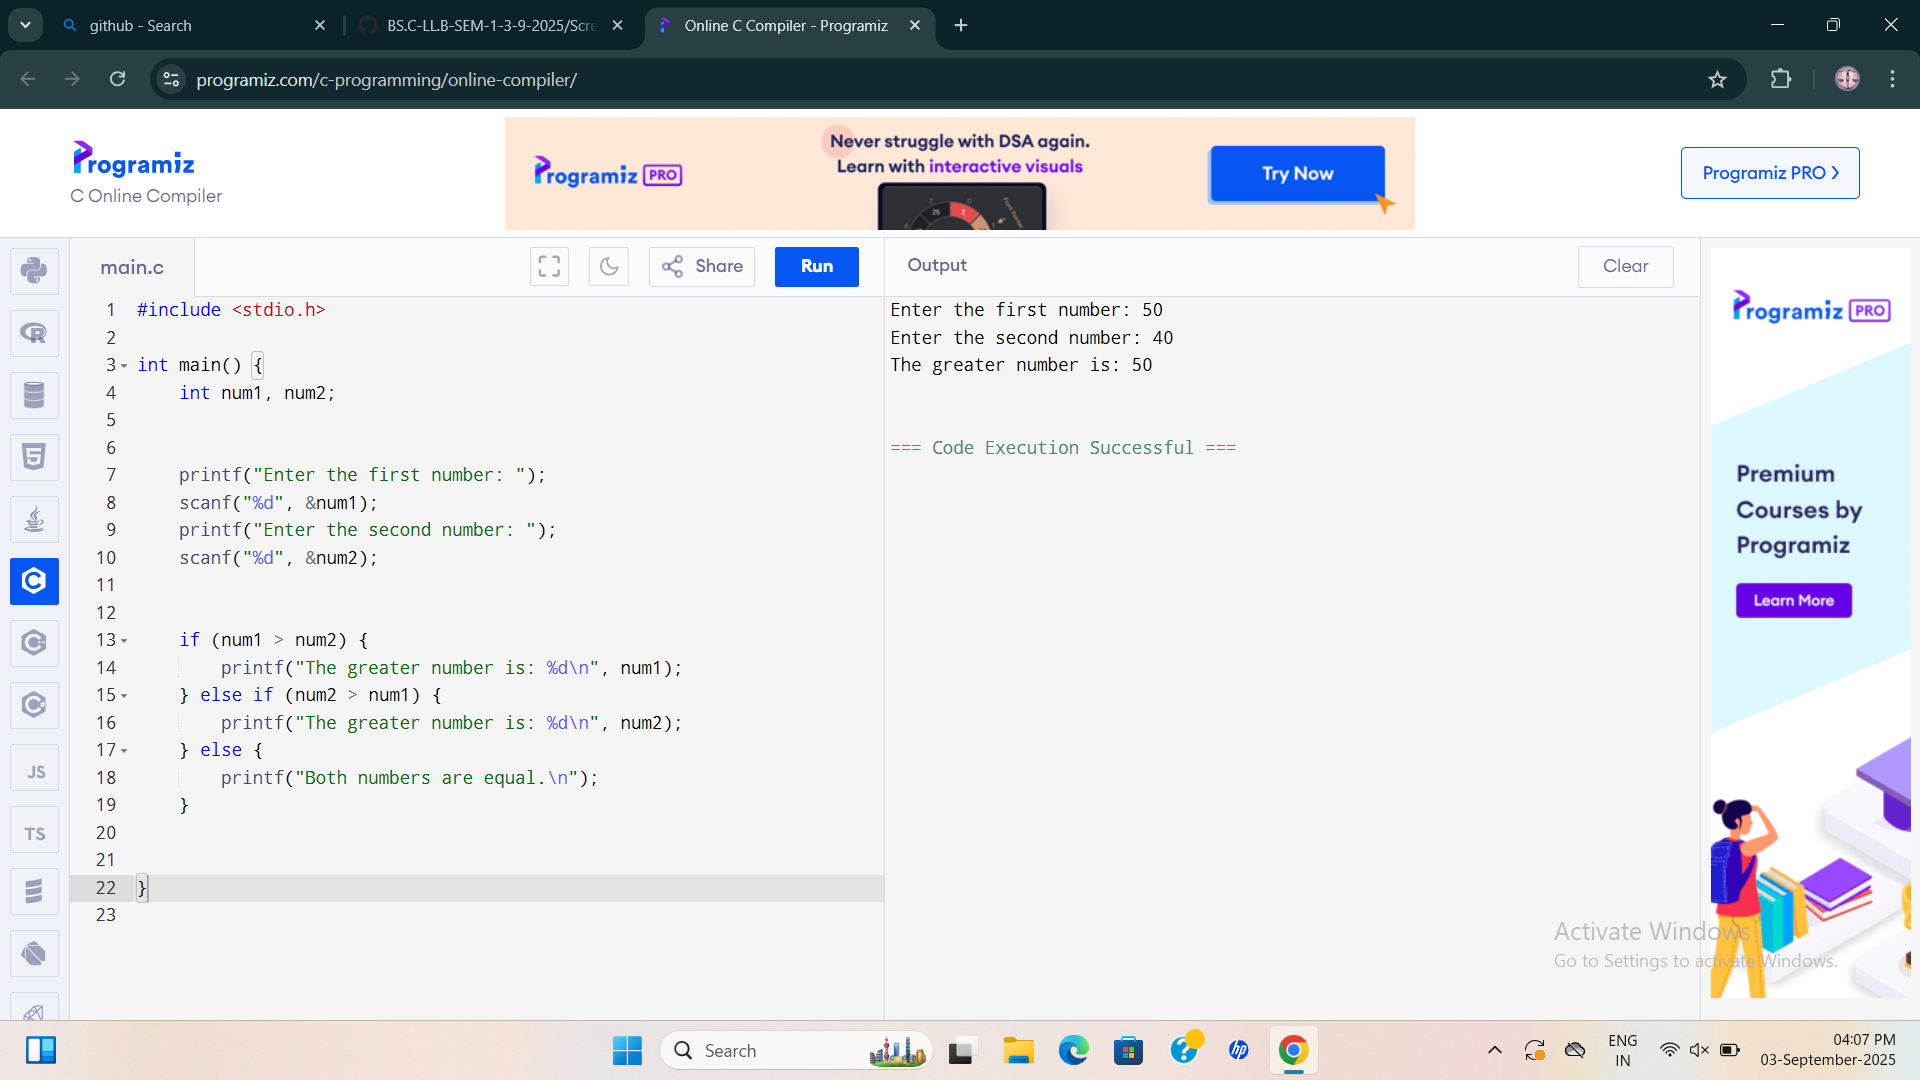 github - Search
BS.C-LL.B-SEM-1-3-9-2025/Scre
Online C Compiler - Programiz
programiz.com/c-programming/online-compiler/
Programiz
C Online Compiler
Programiz PRO
Never struggle with DSA again.
Learn with interactive visuals
Try Now
Programiz PRO
main.c
Share
Run
Output
Clear
1 #include <stdio.h>
2
3 int main() {
4     int num1, num2;
5
6
7     printf("Enter the first number: ");
8     scanf("%d", &num1);
9     printf("Enter the second number: ");
10     scanf("%d", &num2);
11
12
13     if (num1 > num2) {
14         printf("The greater number is: %d\n", num1);
15     } else if (num2 > num1) {
16         printf("The greater number is: %d\n", num2);
17     } else {
18         printf("Both numbers are equal.\n");
19     }
20
21
22 }
23
Enter the first number: 50
Enter the second number: 40
The greater number is: 50
=== Code Execution Successful ===
JS
TS
Programiz PRO
Premium
Courses by
Programiz
Learn More
Activate Windows
Go to Settings to activate Windows.
Search
hp
ENG
IN
04:07 PM
03-September-2025